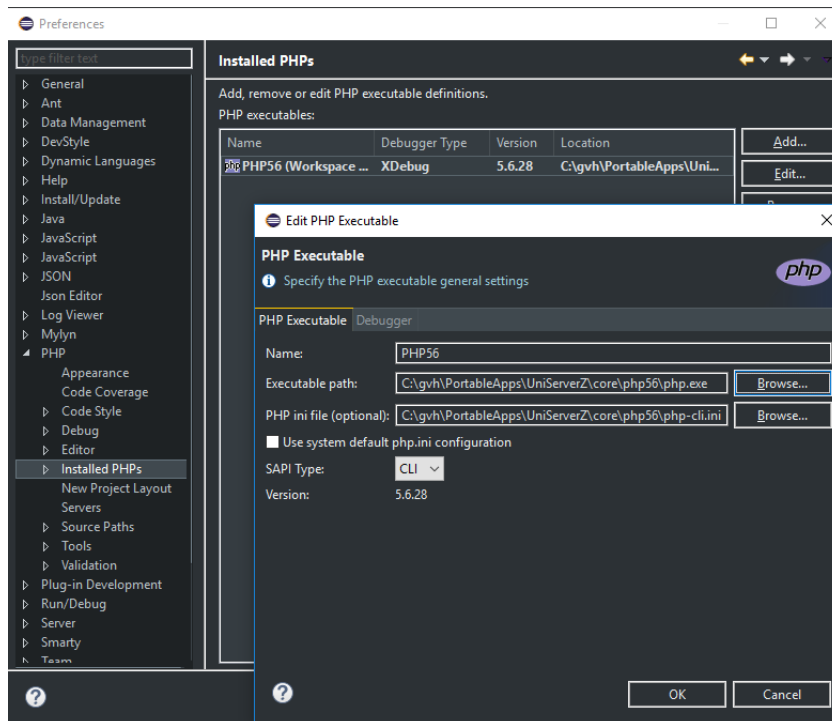 Preferences
type filter text
General
Ant
Data Management
DevStyle
Dynamic Languages
Help
Install/Update
Java
JavaScript
JavaScript
JSON
Json Editor
Log Viewer
Mylyn
PHP
Appearance
Code Coverage
Code Style
Debug
Editor
Installed PHPs
New Project Layout
Servers
Source Paths
Tools
Validation
Plug-in Development
Run/Debug
Server
Smarty
Team
Installed PHPs
Add, remove or edit PHP executable definitions.
PHP executables:
Name Debugger Type Version Location
php PHP56 (Workspace ... XDebug 5.6.28 C:\gvh\PortableApps\Uni...
Add...
Edit...
Edit PHP Executable
PHP Executable
Specify the PHP executable general settings
php
PHP Executable Debugger
Name: PHP56
Executable path: C:\gvh\PortableApps\UniServerZ\core\php56\php.exe Browse...
PHP ini file (optional): C:\gvh\PortableApps\UniServerZ\core\php56\php-cli.ini Browse...
Use system default php.ini configuration
SAPI Type: CLI
Version: 5.6.28
OK Cancel